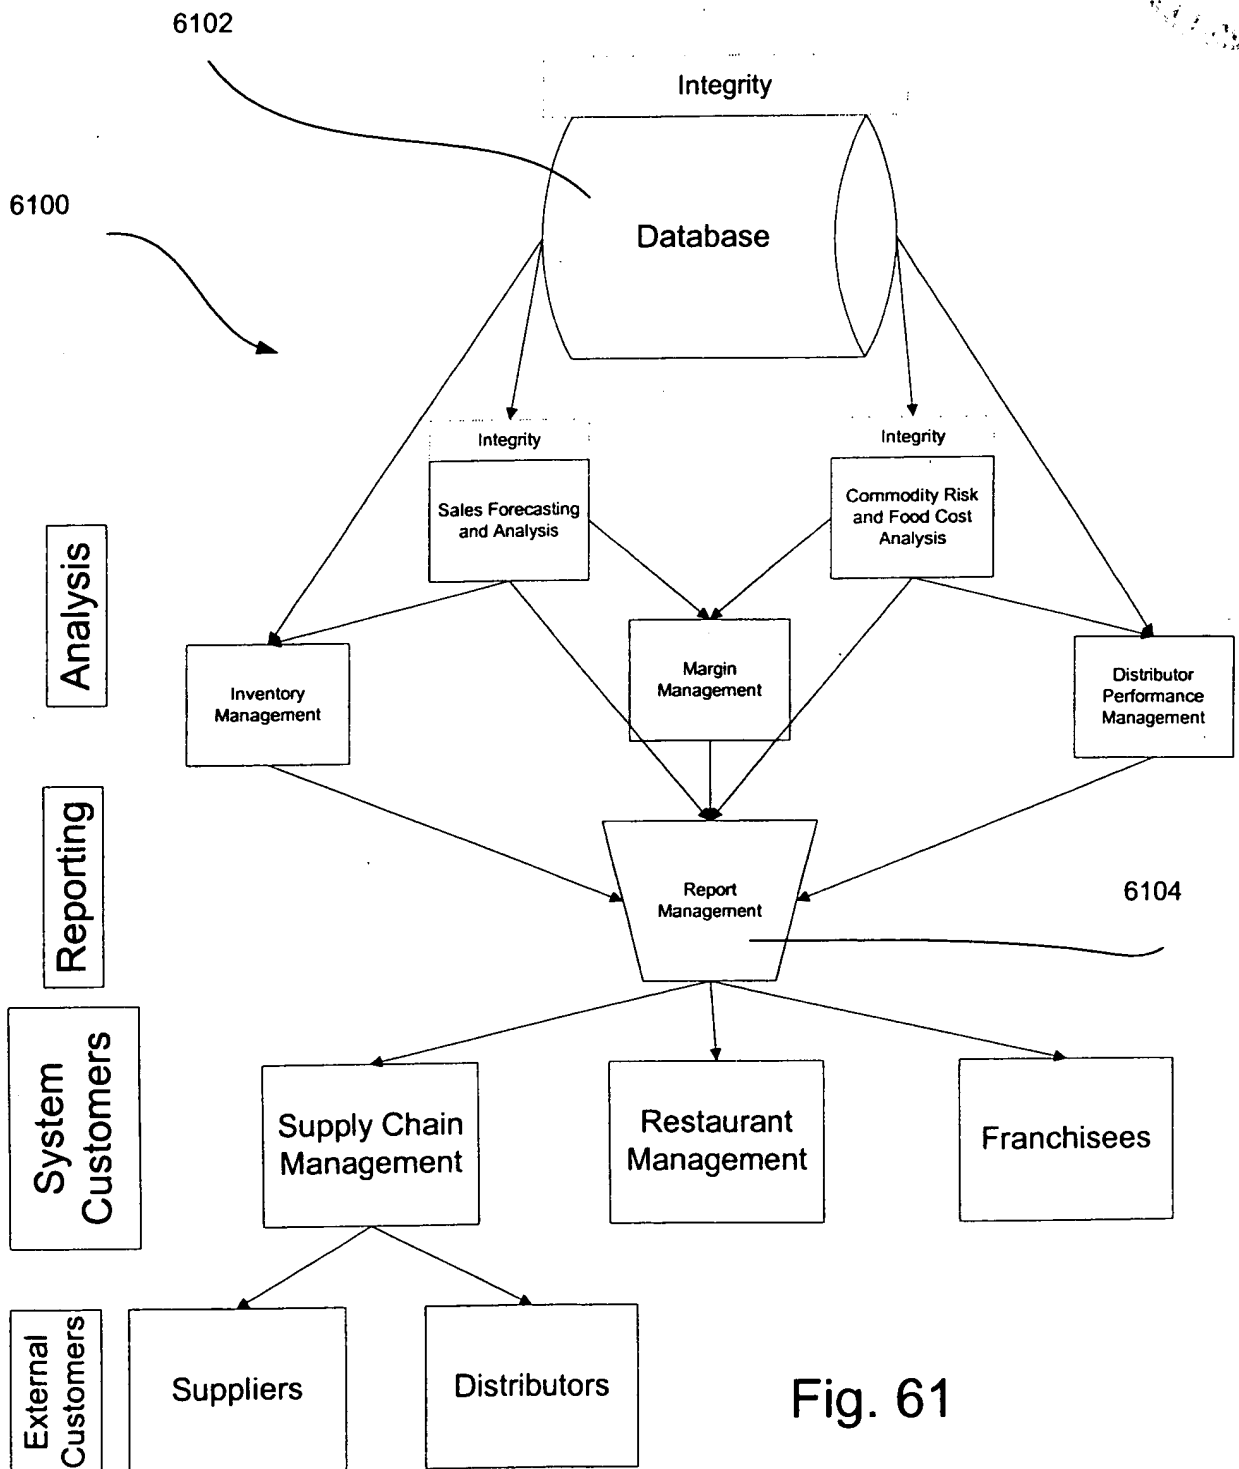 6102
Integrity
6100
Database
Integrity
Integrity
Sales Forecasting
and Analysis
Commodity Risk
and Food Cost
Analysis
Analysis
Inventory
Management
Margin
Management
Distributor
Performance
Management
Reporting
Report
Management
6104
System
Customers
Supply Chain
Management
Restaurant
Management
Franchisees
External
Customers
Suppliers
Distributors
Fig. 61